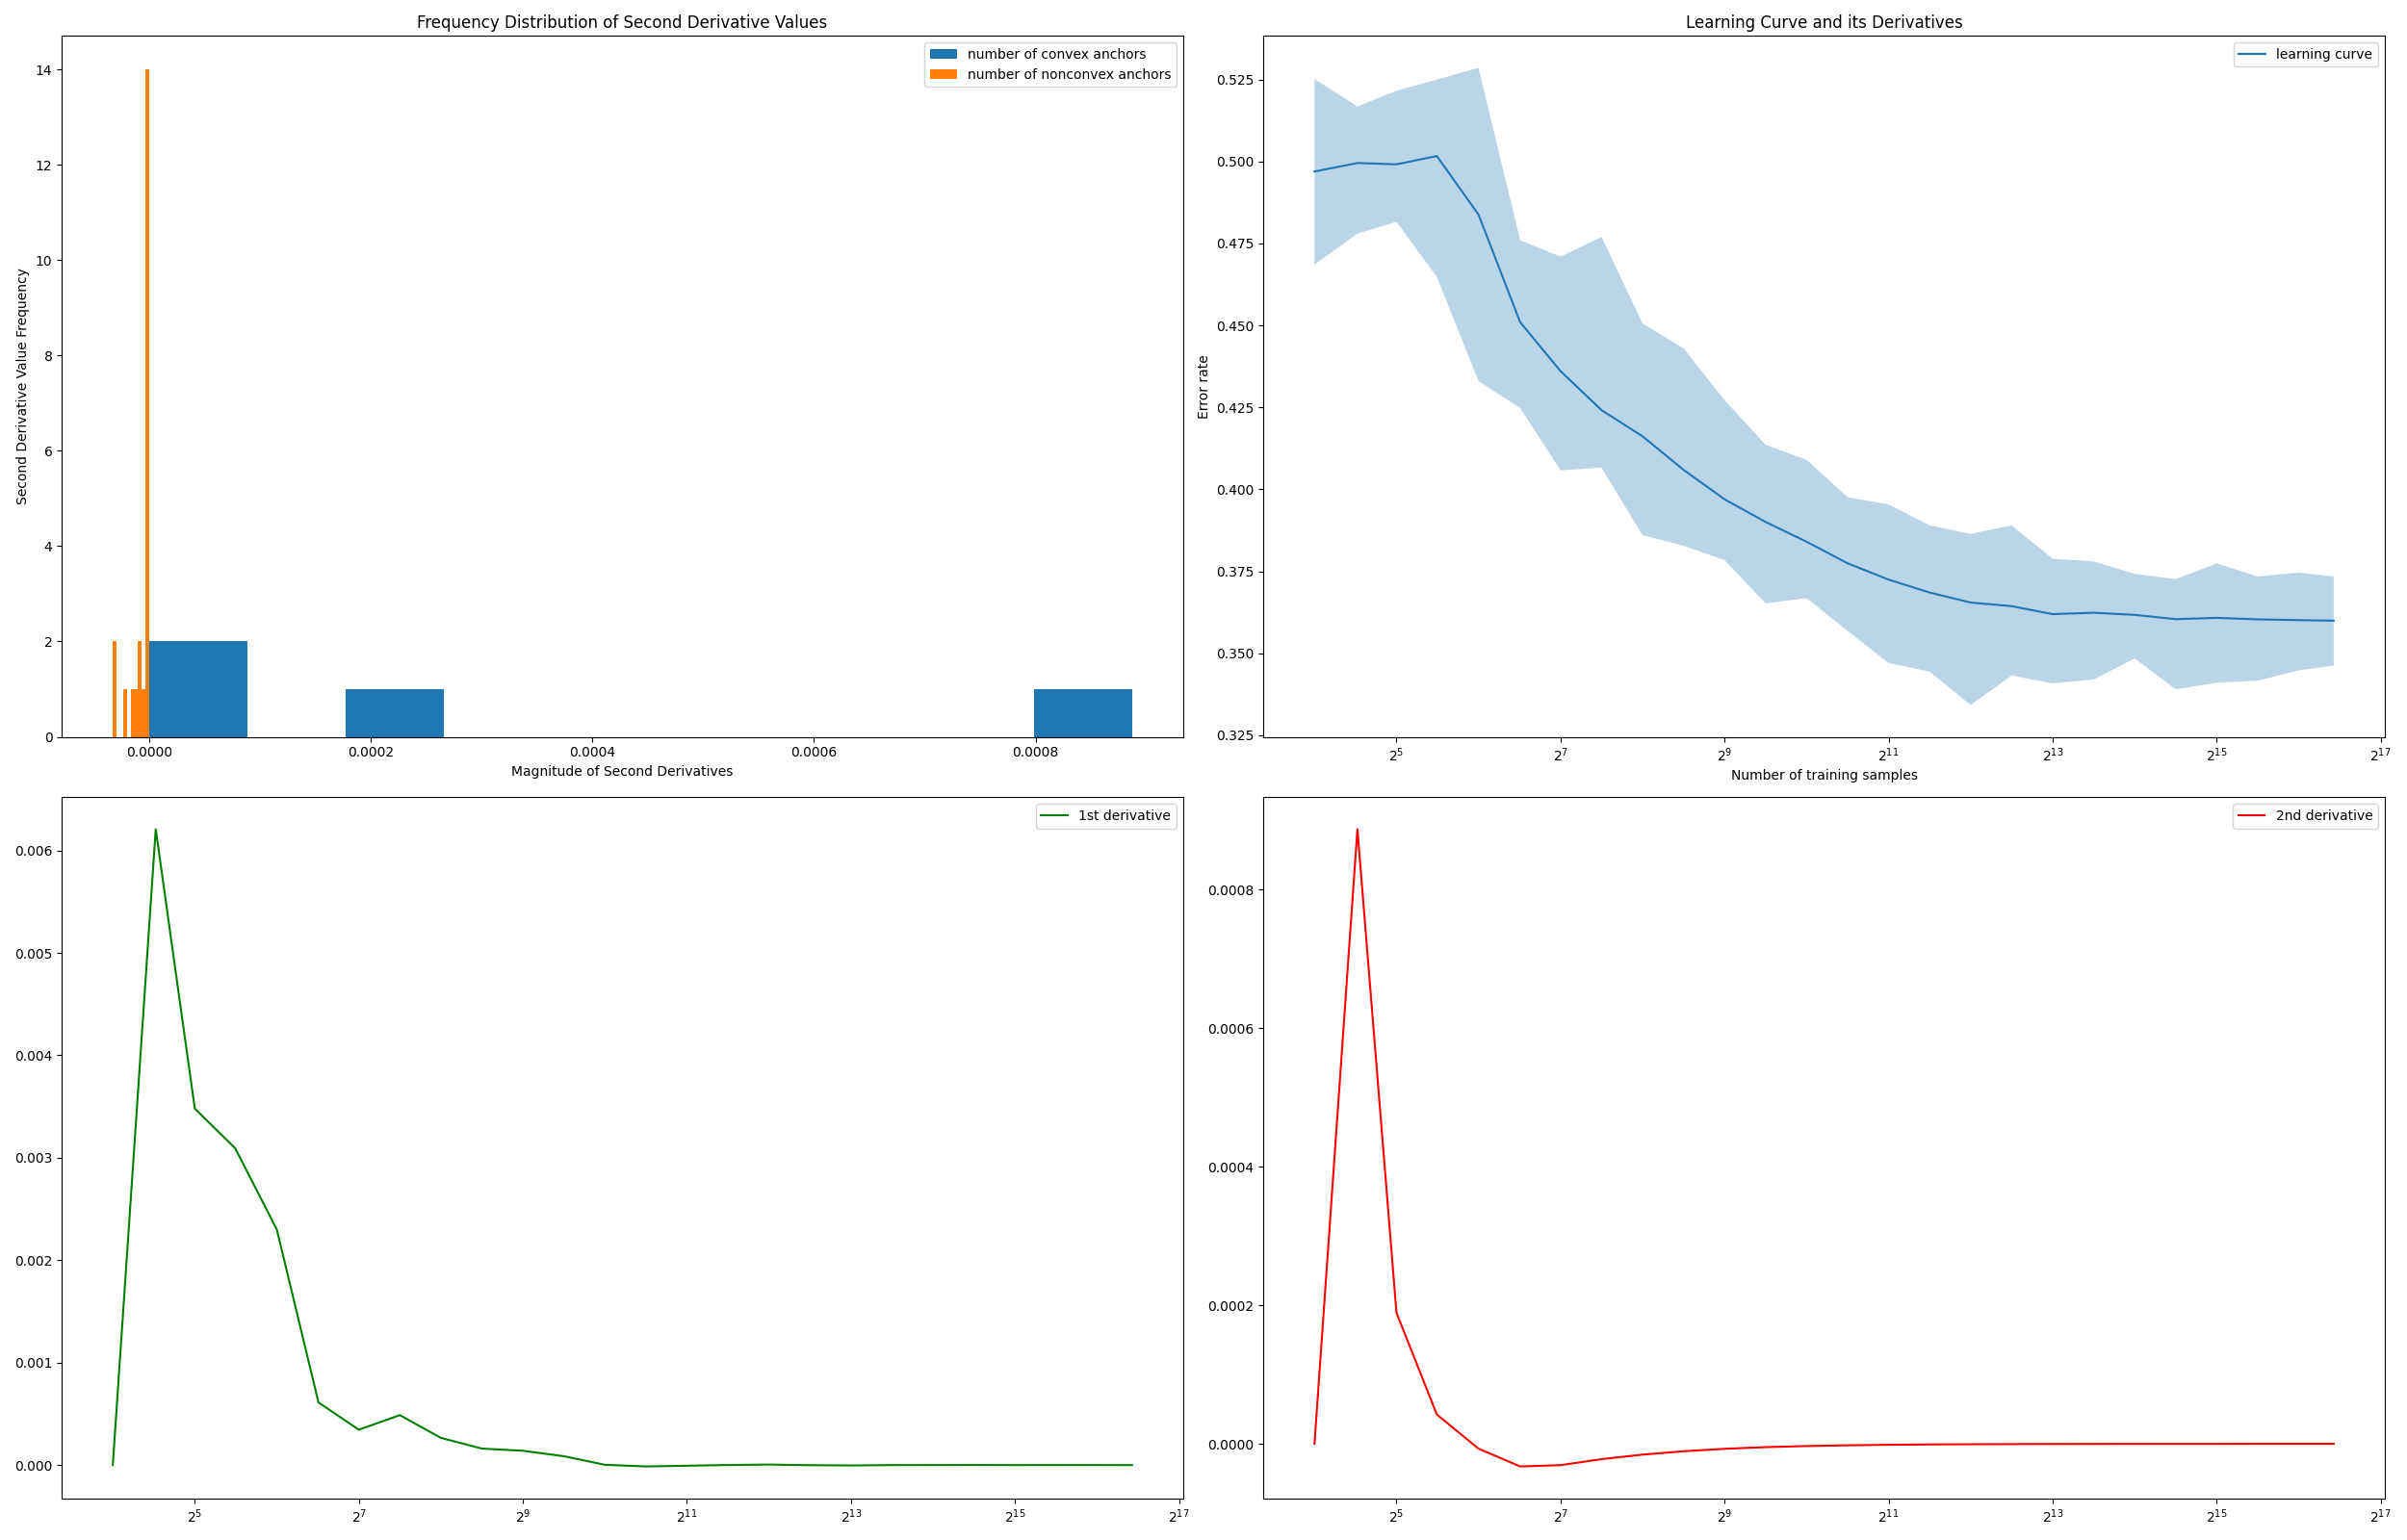 Frequency Distribution of Second Derivative Values
number of convex anchors
number of nonconvex anchors
14
12
10
8
6
4
2
0
Second Derivative Value Frequency
0.0000 0.0002 0.0004 0.0006 0.0008
Magnitude of Second Derivatives
Learning Curve and its Derivatives
learning curve
0.525
0.500
0.475
0.450
0.425
0.400
0.375
0.350
0.325
Error rate
2^5 2^7 2^9 2^11 2^13 2^15 2^17
Number of training samples
1st derivative
0.006
0.005
0.004
0.003
0.002
0.001
0.000
2^5 2^7 2^9 2^11 2^13 2^15 2^17
2nd derivative
0.0008
0.0006
0.0004
0.0002
0.0000
2^5 2^7 2^9 2^11 2^13 2^15 2^17